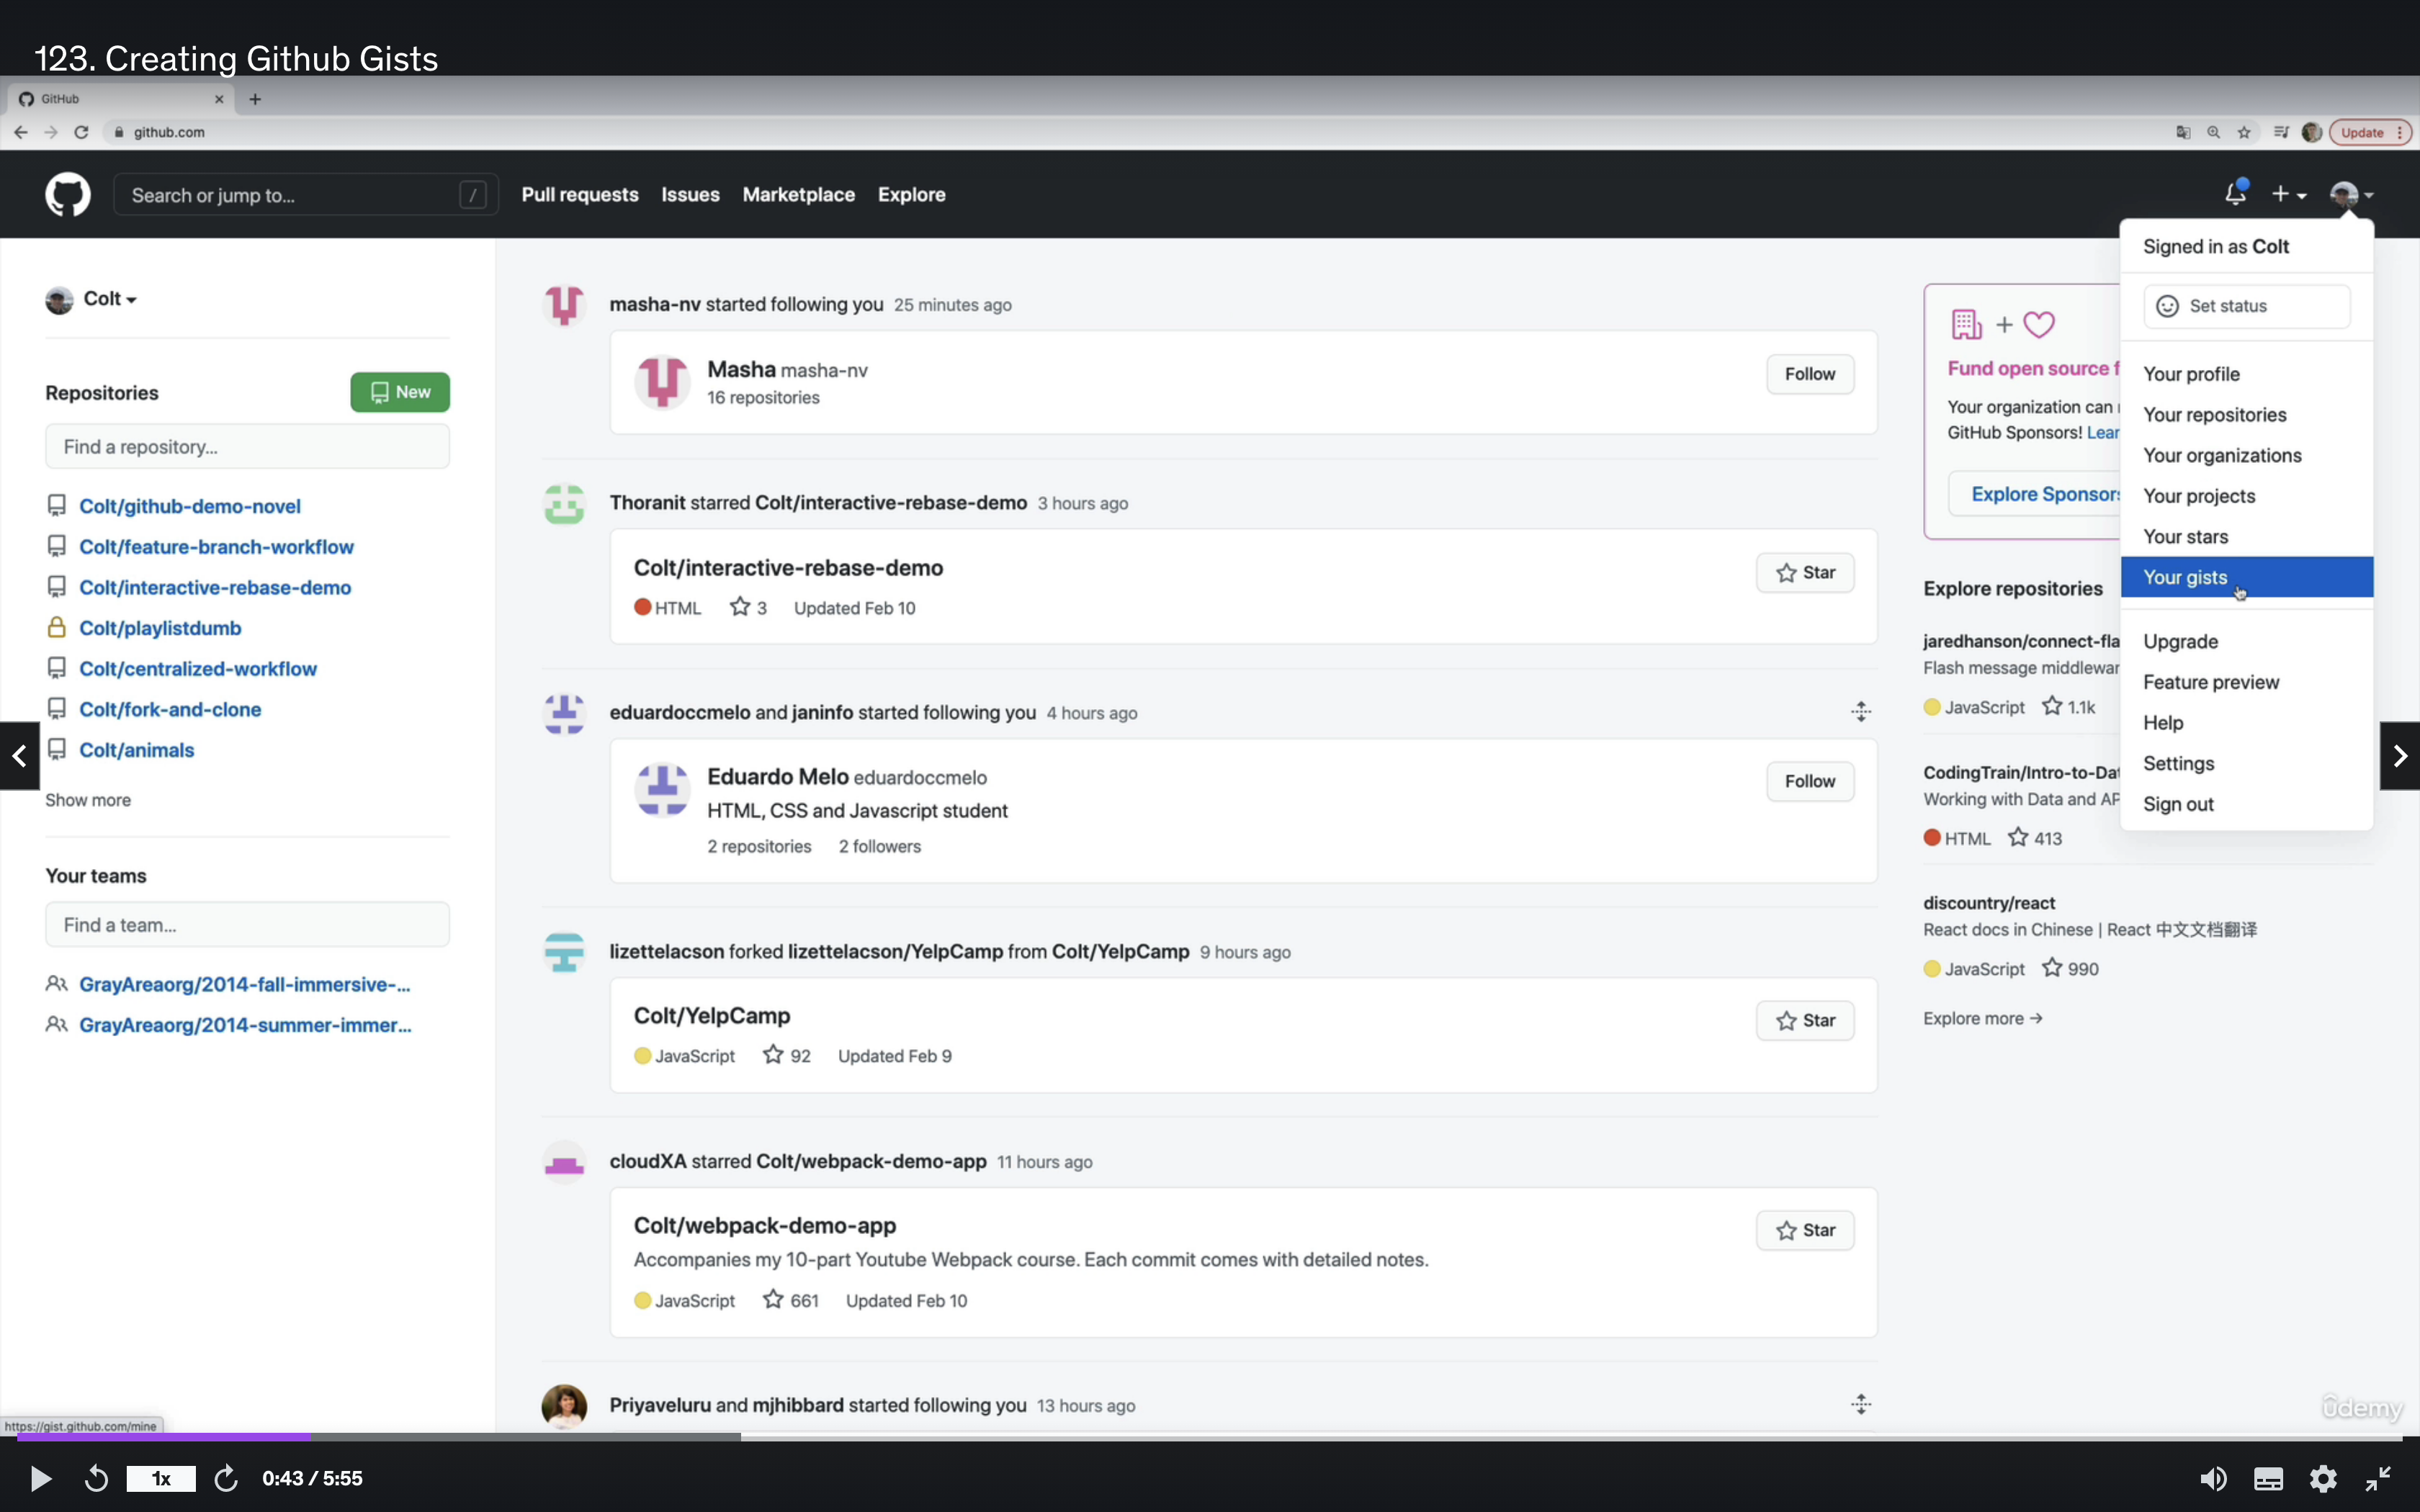 123. Creating Github Gists
GitHub
github.com
Update
Search or jump to...
/
Pull requests
Issues
Marketplace
Explore
Colt
Repositories
New
Find a repository...
Colt/github-demo-novel
Colt/feature-branch-workflow
Colt/interactive-rebase-demo
Colt/playlistdumb
Colt/centralized-workflow
Colt/fork-and-clone
Colt/animals
Show more
Your teams
Find a team...
GrayAreaorg/2014-fall-immersive-...
GrayAreaorg/2014-summer-immer...
masha-nv started following you 25 minutes ago
Masha masha-nv
16 repositories
Follow
Thoranit starred Colt/interactive-rebase-demo 3 hours ago
Colt/interactive-rebase-demo
HTML 3 Updated Feb 10
Star
eduardoccmelo and janinfo started following you 4 hours ago
Eduardo Melo eduardoccmelo
HTML, CSS and Javascript student
2 repositories 2 followers
Follow
lizettelacson forked lizettelacson/YelpCamp from Colt/YelpCamp 9 hours ago
Colt/YelpCamp
JavaScript 92 Updated Feb 9
Star
cloudXA starred Colt/webpack-demo-app 11 hours ago
Colt/webpack-demo-app
Accompanies my 10-part Youtube Webpack course. Each commit comes with detailed notes.
JavaScript 661 Updated Feb 10
Star
Priyaveluru and mjhibbard started following you 13 hours ago
Fund open source f
Your organization can
GitHub Sponsors! Lear
Explore Sponsors
Explore repositories
jaredhanson/connect-fla
Flash message middlewar
JavaScript 1.1k
CodingTrain/Intro-to-Dat
Working with Data and AP
HTML 413
discountry/react
React docs in Chinese | React 中文文档翻译
JavaScript 990
Explore more →
Signed in as Colt
Set status
Your profile
Your repositories
Your organizations
Your projects
Your stars
Your gists
Upgrade
Feature preview
Help
Settings
Sign out
https://gist.github.com/mine
ûdemy
1x
0:43 / 5:55